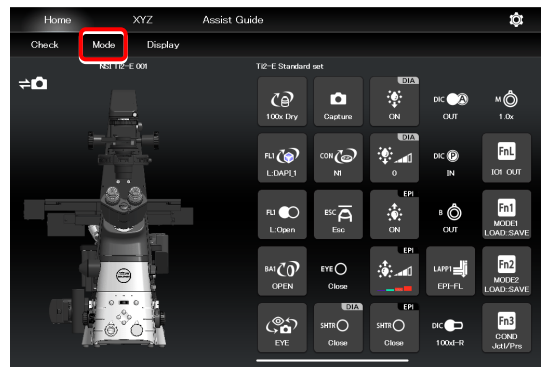 Home XYZ Assist Guide
Check Mode Display
NSI Ti2-E 001
Ti2-E Standard set
DIA
100x Dry Capture ON DIC OUT M 1.0x
DIA
FL1 L:DAPI_1 CON N1 0 DIC IN FnL IO1 OUT
EPI
FL1 L:Open ESC Esc ON B OUT Fn1 MODE1 LOAD:SAVE
EPI
BA1 OPEN EYE Close LAPP1 EPI-FL Fn2 MODE2 LOAD:SAVE
DIA EPI
EYE SHTR Close SHTR Close DIC 100xI-R Fn3 COND Jctl/Prs